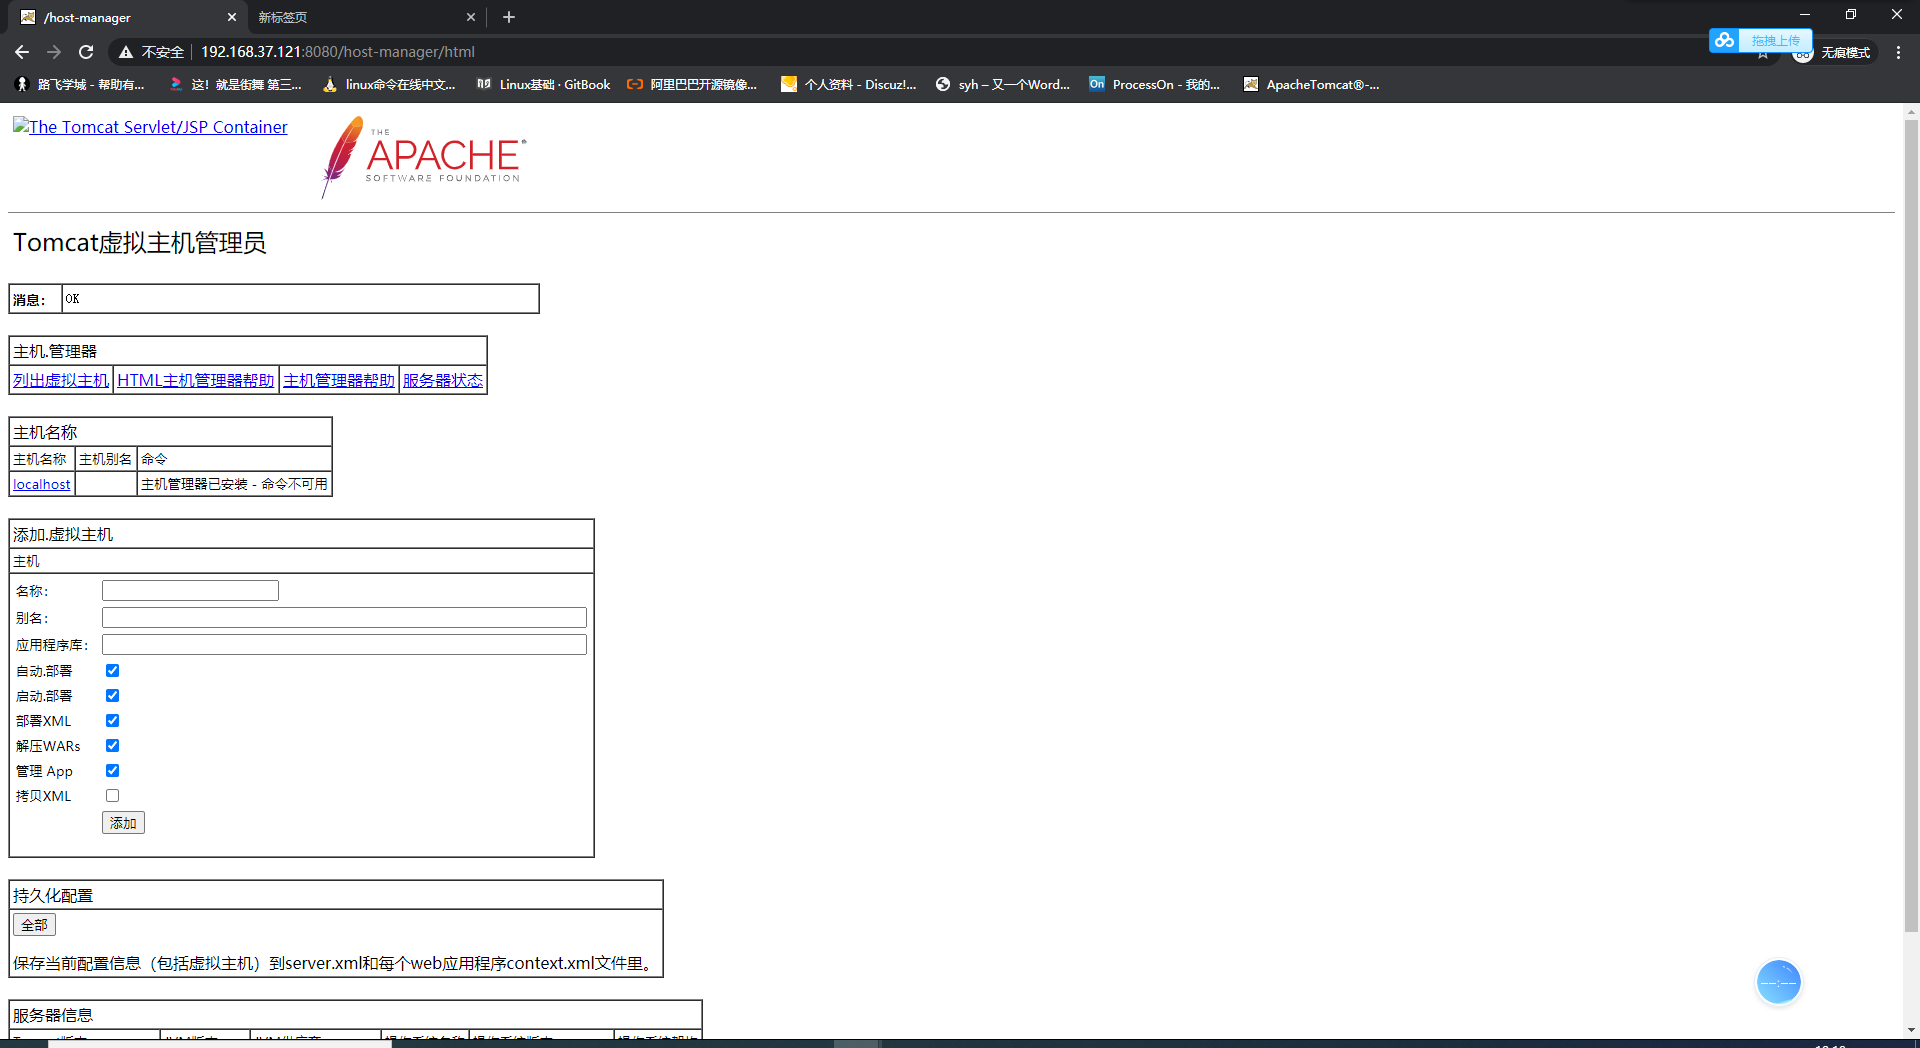 /host-manager
新标签页
不安全
192.168.37.121:8080/host-manager/html
拖拽上传
无痕模式
路飞学城 - 帮助有...
这！就是街舞 第三...
linux命令在线中文...
Linux基础 · GitBook
阿里巴巴开源镜像...
个人资料 - Discuz!...
syh – 又一个Word...
On
ProcessOn - 我的...
ApacheTomcat®-...
The Tomcat Servlet/JSP Container
THE
APACHE®
SOFTWARE FOUNDATION
Tomcat虚拟主机管理员
消息： OK
主机.管理器
列出虚拟主机 HTML主机管理器帮助 主机管理器帮助 服务器状态
主机名称
主机名称 主机别名 命令
localhost 主机管理器已安装 - 命令不可用
添加.虚拟主机
主机
名称：
别名：
应用程序库：
自动.部署
启动.部署
部署XML
解压WARs
管理 App
拷贝XML
添加
持久化配置
全部
保存当前配置信息（包括虚拟主机）到server.xml和每个web应用程序context.xml文件里。
--:--
服务器信息